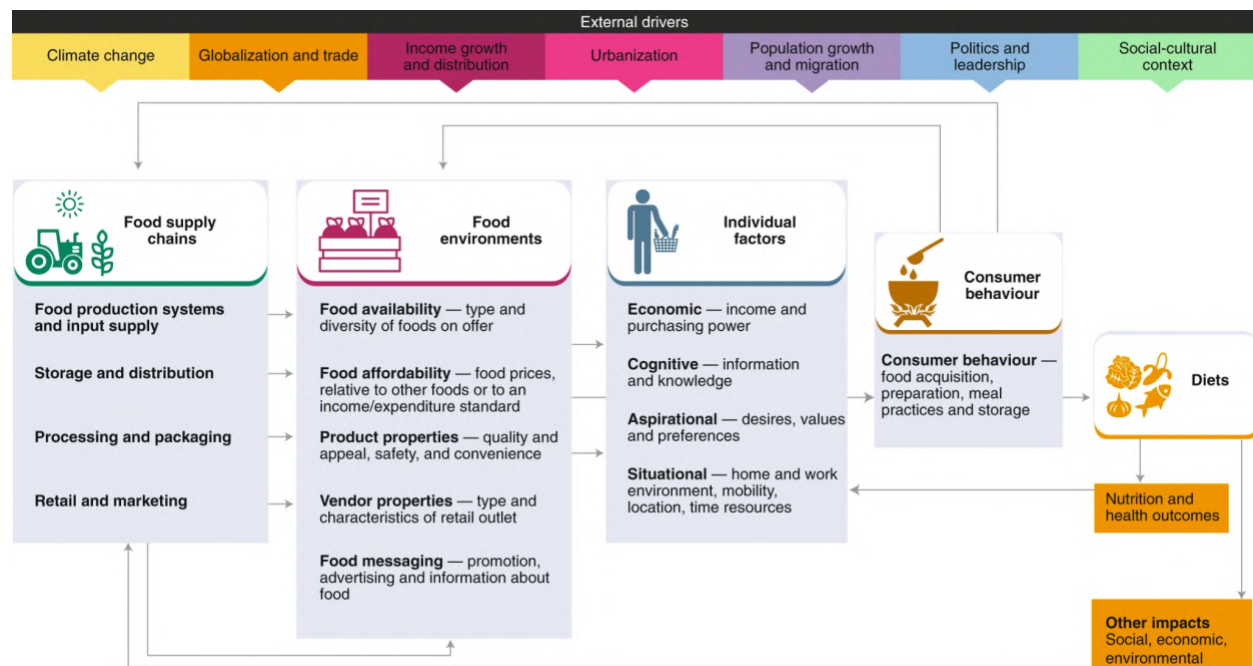 External drivers
Climate change
Globalization and trade
Income growth
and distribution
Urbanization
Population growth
and migration
Politics and
leadership
Social-cultural
context
Food supply
chains
Food production systems
and input supply
Storage and distribution
Processing and packaging
Retail and marketing
Food
environments
Food availability — type and
diversity of foods on offer
Food affordability — food prices,
relative to other foods or to an
income/expenditure standard
Product properties — quality and
appeal, safety, and convenience
Vendor properties — type and
characteristics of retail outlet
Food messaging — promotion,
advertising and information about
food
Individual
factors
Economic — income and
purchasing power
Cognitive — information
and knowledge
Aspirational — desires, values
and preferences
Situational — home and work
environment, mobility,
location, time resources
Consumer
behaviour
Consumer behaviour —
food acquisition,
preparation, meal
practices and storage
Diets
Nutrition and
health outcomes
Other impacts
Social, economic,
environmental